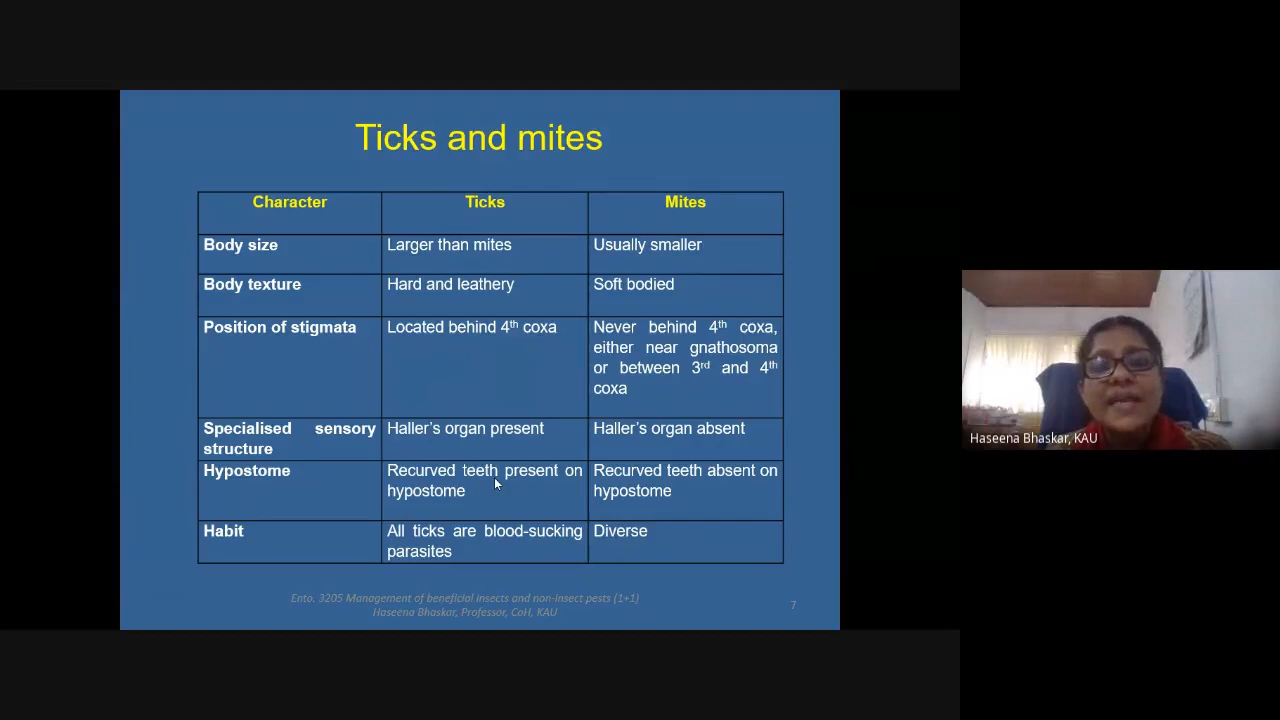 Ticks and mites
Character Ticks Mites
Body size Larger than mites Usually smaller
Body texture Hard and leathery Soft bodied
Position of stigmata Located behind 4th coxa Never behind 4th coxa,
either near gnathosoma
or between 3rd and 4th
coxa
Specialised sensory Haller's organ present Haller's organ absent
structure
Hypostome Recurved teeth present on Recurved teeth absent on
hypostome hypostome
Habit All ticks are blood-sucking Diverse
parasites
Ento. 3205 Management of beneficial insects and non-insect pests (1+1)
Haseena Bhaskar, Professor, CoH, KAU
7
Haseena Bhaskar, KAU